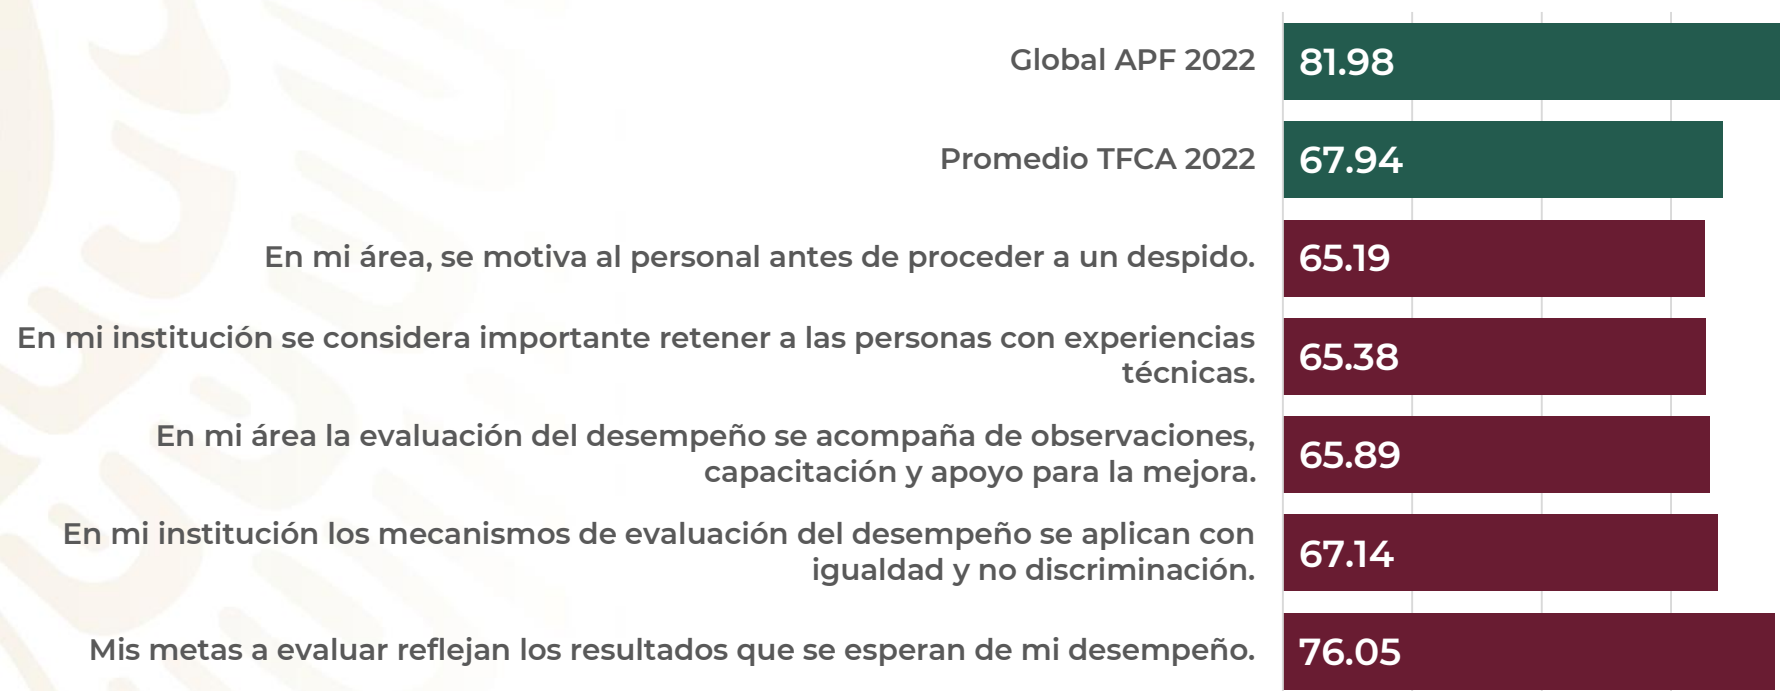 Global APF 2022 81.98
Promedio TFCA 2022 67.94
En mi área, se motiva al personal antes de proceder a un despido. 65.19
En mi institución se considera importante retener a las personas con experiencias
técnicas. 65.38
En mi área la evaluación del desempeño se acompaña de observaciones,
capacitación y apoyo para la mejora. 65.89
En mi institución los mecanismos de evaluación del desempeño se aplican con
igualdad y no discriminación. 67.14
Mis metas a evaluar reflejan los resultados que se esperan de mi desempeño. 76.05